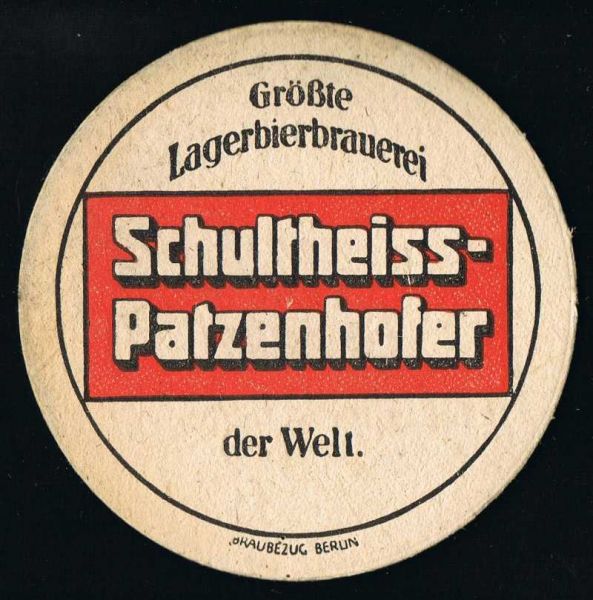 Größte
Lagerbierbrauerei
Schultheiss-
Patzenhofer
der Welt.
BRAUBEZUG BERLIN